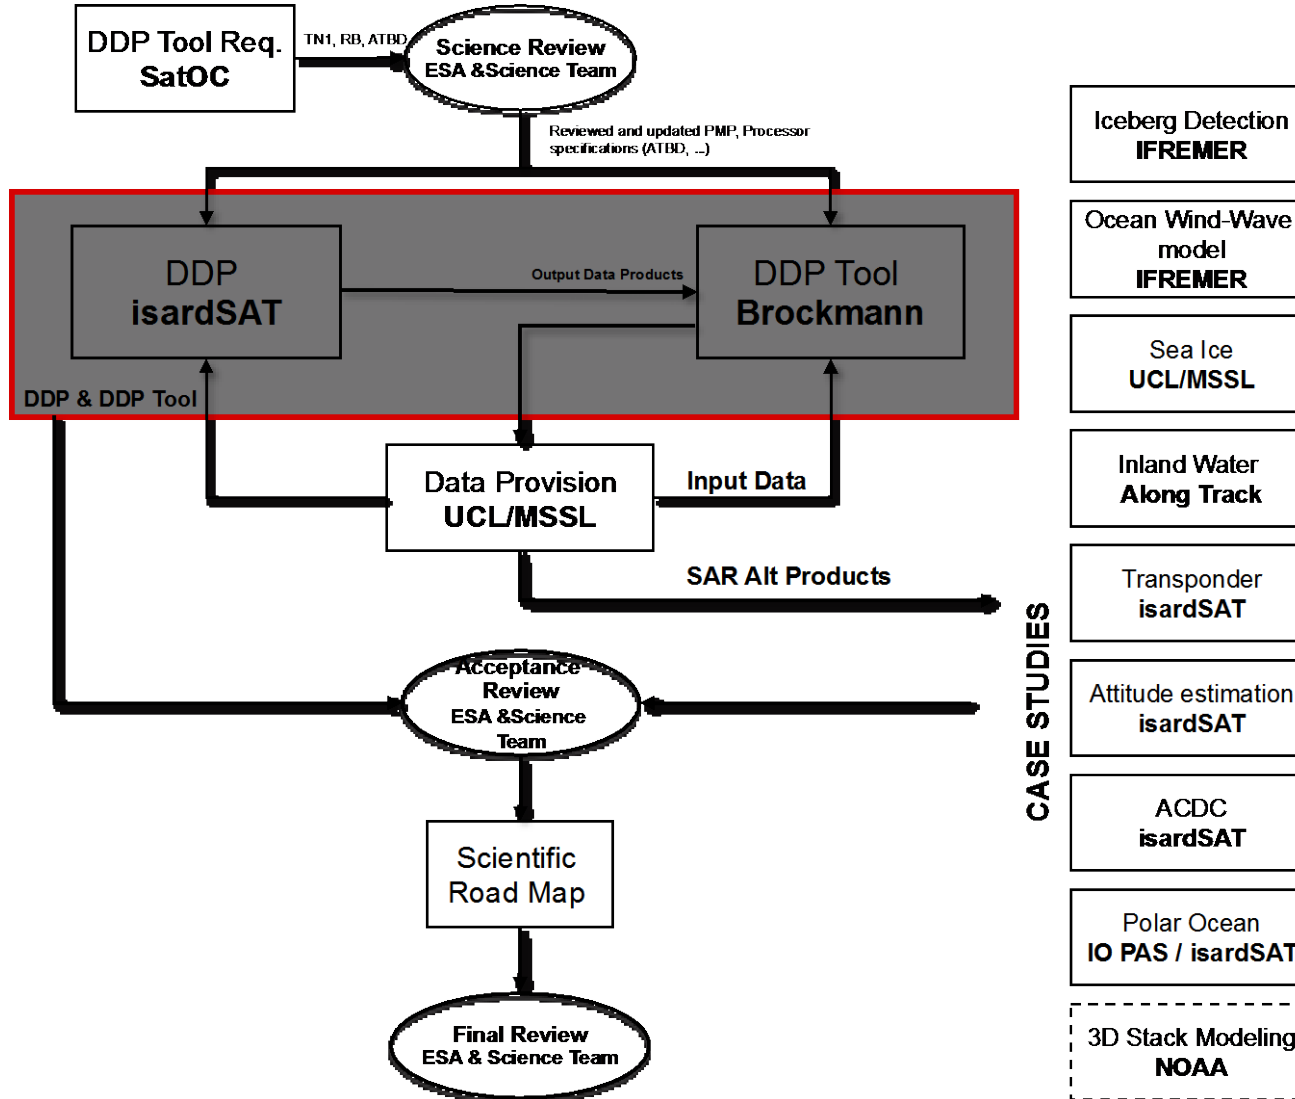 DDP Tool Req.
SatOC
TN1, RB, ATBD
Science Review
ESA &Science Team
Reviewed and updated PMP, Processor
specifications (ATBD, ...)
DDP
isardSAT
Output Data Products
DDP Tool
Brockmann
DDP & DDP Tool
Data Provision
UCL/MSSL
Input Data
SAR Alt Products
Acceptance
Review
ESA &Science
Team
Scientific
Road Map
Final Review
ESA & Science Team
CASE STUDIES
Iceberg Detection
IFREMER
Ocean Wind-Wave
model
IFREMER
Sea Ice
UCL/MSSL
Inland Water
Along Track
Transponder
isardSAT
Attitude estimation
isardSAT
ACDC
isardSAT
Polar Ocean
IO PAS / isardSAT
3D Stack Modeling
NOAA